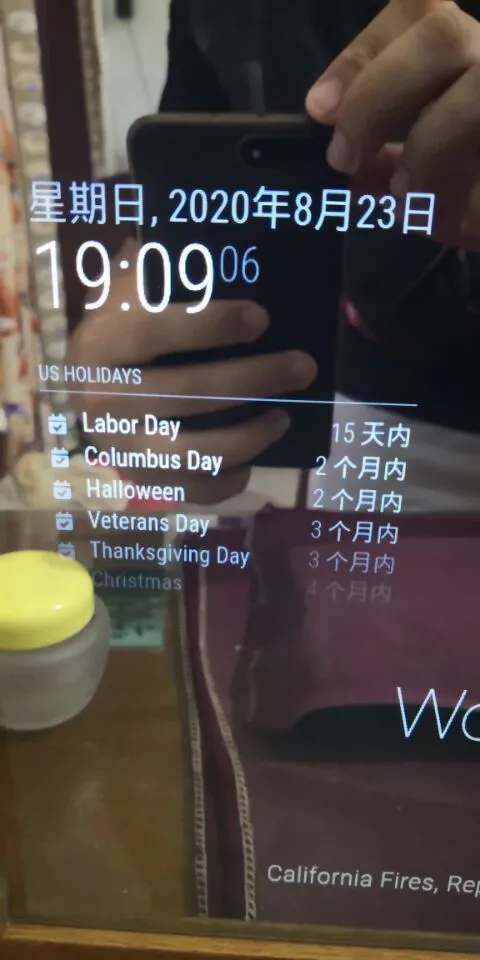 星期日, 2020年8月23日
19:09 06
US HOLIDAYS
Labor Day 15 天内
Columbus Day 2 个月内
Halloween 2 个月内
Veterans Day 3 个月内
Thanksgiving Day 3 个月内
Christmas 4 个月内
Wo
California Fires, Rep